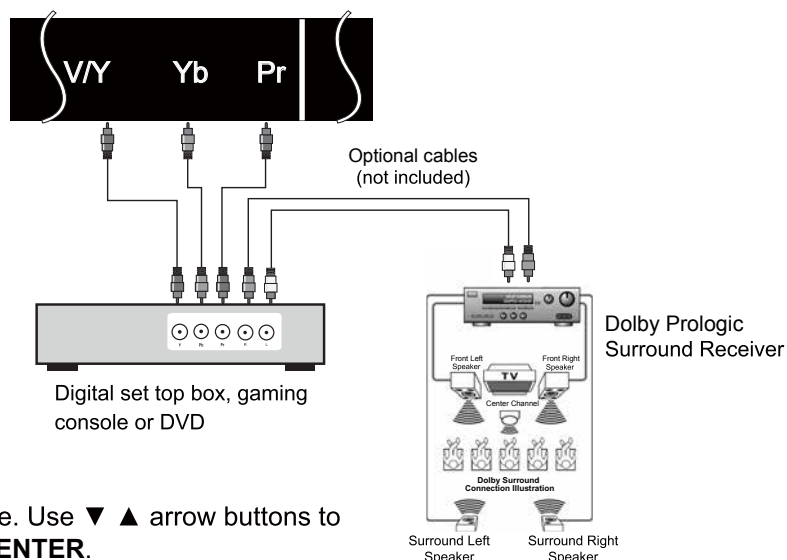 V/Y Yb Pr
Optional cables
(not included)
Y Pb Pr R L
Digital set top box, gaming
console or DVD
Dolby Prologic
Surround Receiver
Front Left
Speaker
TV
Front Right
Speaker
Center Channel
Dolby Surround
Connection Illustration
Surround Left
Speaker
Surround Right
Speaker
e. Use ▼ ▲ arrow buttons to
ENTER.